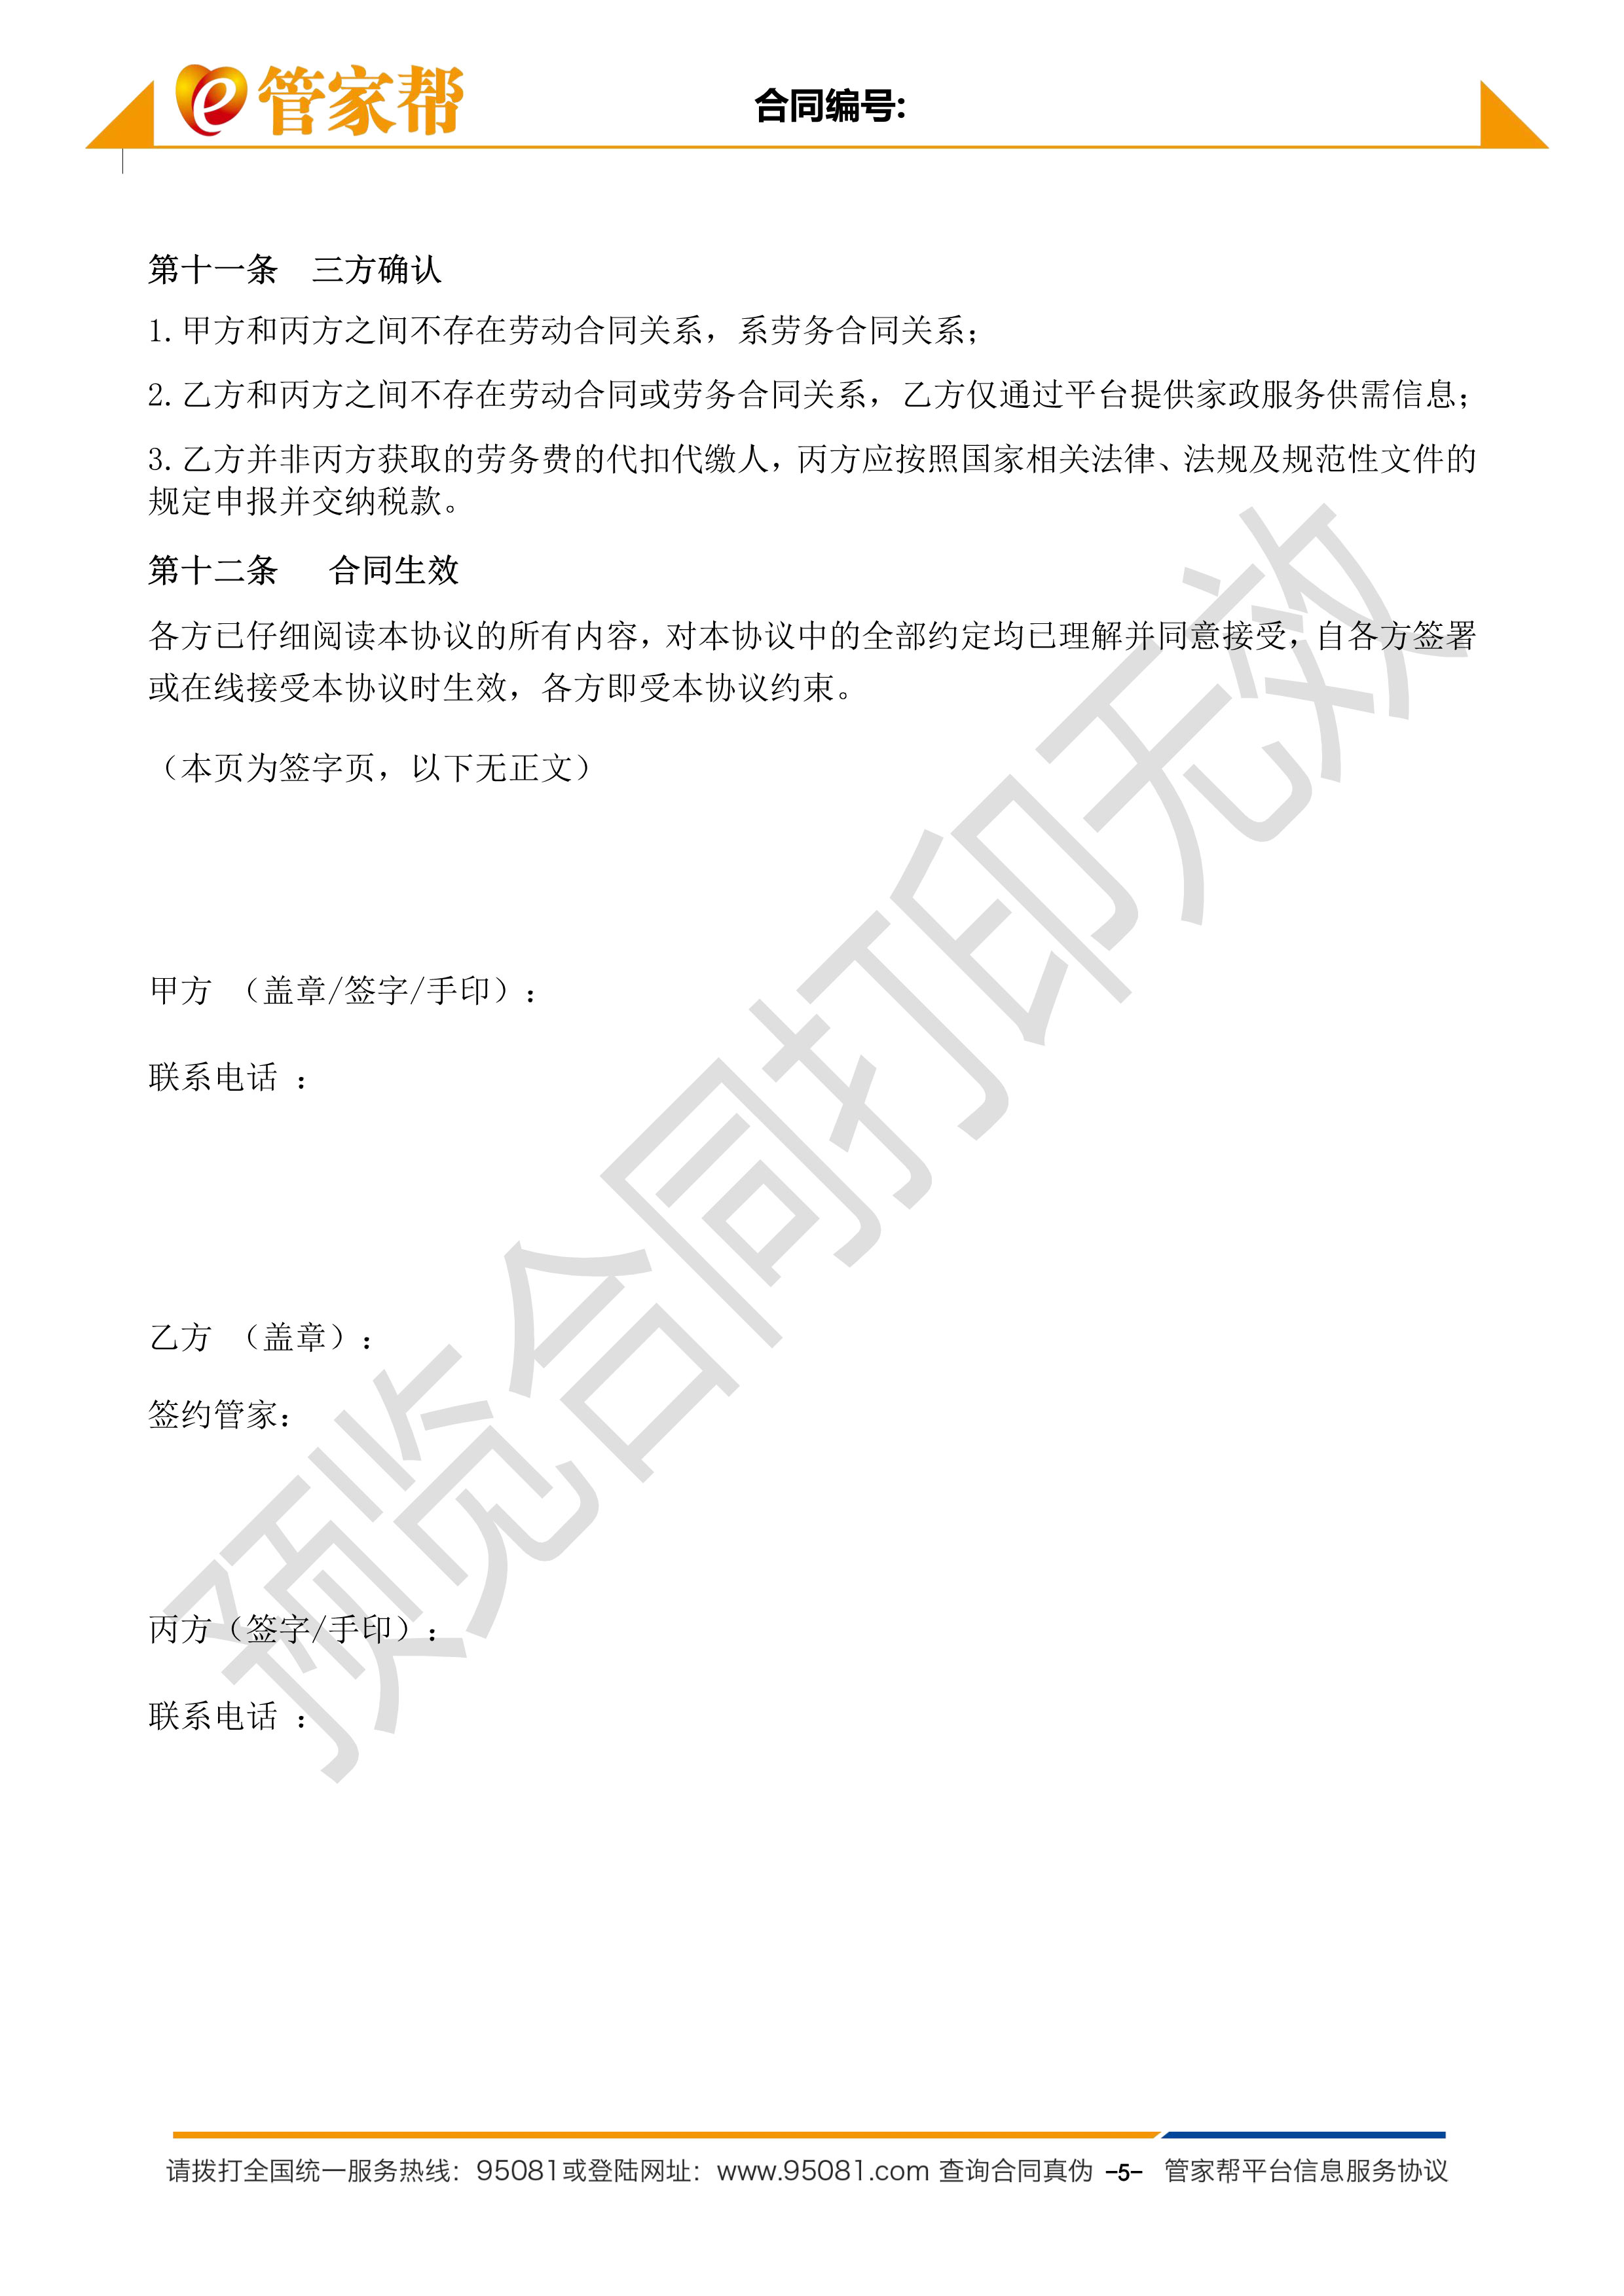 管家帮
合同编号:
第十一条 三方确认
1.甲方和丙方之间不存在劳动合同关系，系劳务合同关系；
2.乙方和丙方之间不存在劳动合同或劳务合同关系，乙方仅通过平台提供家政服务供需信息；
3.乙方并非丙方获取的劳务费的代扣代缴人，丙方应按照国家相关法律、法规及规范性文件的
规定申报并交纳税款。
第十二条 合同生效
各方已仔细阅读本协议的所有内容，对本协议中的全部约定均已理解并同意接受，自各方签署
或在线接受本协议时生效，各方即受本协议约束。
（本页为签字页，以下无正文）
甲方 （盖章/签字/手印）：
联系电话 ：
乙方 （盖章）：
签约管家：
丙方（签字/手印）：
联系电话 ：
预览合同打印无效
请拨打全国统一服务热线：95081或登陆网址：www.95081.com 查询合同真伪 -5- 管家帮平台信息服务协议